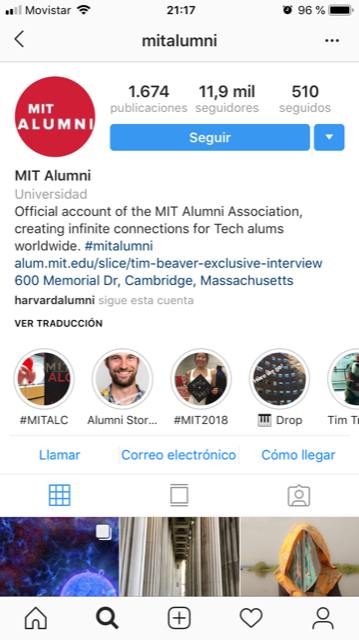 Movistar 21:17 96 %
mitalumni
MIT
ALUMNI
1.674 11,9 mil 510
publicaciones seguidores seguidos
Seguir
MIT Alumni
Universidad
Official account of the MIT Alumni Association,
creating infinite connections for Tech alums
worldwide. #mitalumni
alum.mit.edu/slice/tim-beaver-exclusive-interview
600 Memorial Dr, Cambridge, Massachusetts
harvardalumni sigue esta cuenta
VER TRADUCCIÓN
#MITALC Alumni Stor... #MIT2018 Drop Tim Tr
Llamar Correo electrónico Cómo llegar